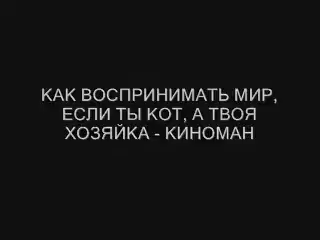 КАК ВОСПРИНИМАТЬ МИР,
ЕСЛИ ТЫ КОТ, А ТВОЯ
ХОЗЯЙКА - КИНОМАН